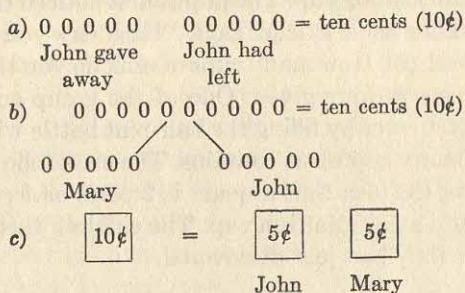 a) 0 0 0 0 0 0 0 0 0 0 = ten cents (10¢)
John gave John had
away left
b) 0 0 0 0 0 0 0 0 0 0 = ten cents (10¢)
0 0 0 0 0 0 0 0 0 0
Mary John
c) 10¢ = 5¢ 5¢
John Mary